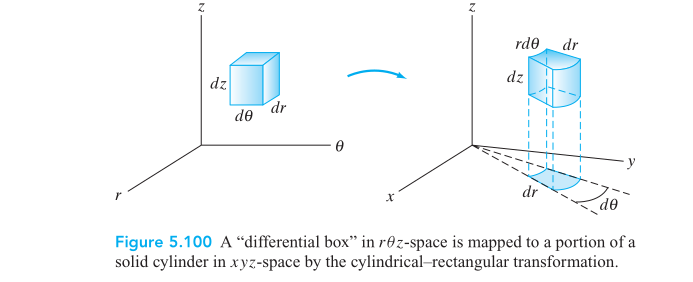 z
dz
dθ
dr
θ
r
z
rdθ
dr
dz
y
x
dr
dθ
Figure 5.100 A “differential box” in rθz-space is mapped to a portion of a
solid cylinder in xyz-space by the cylindrical–rectangular transformation.